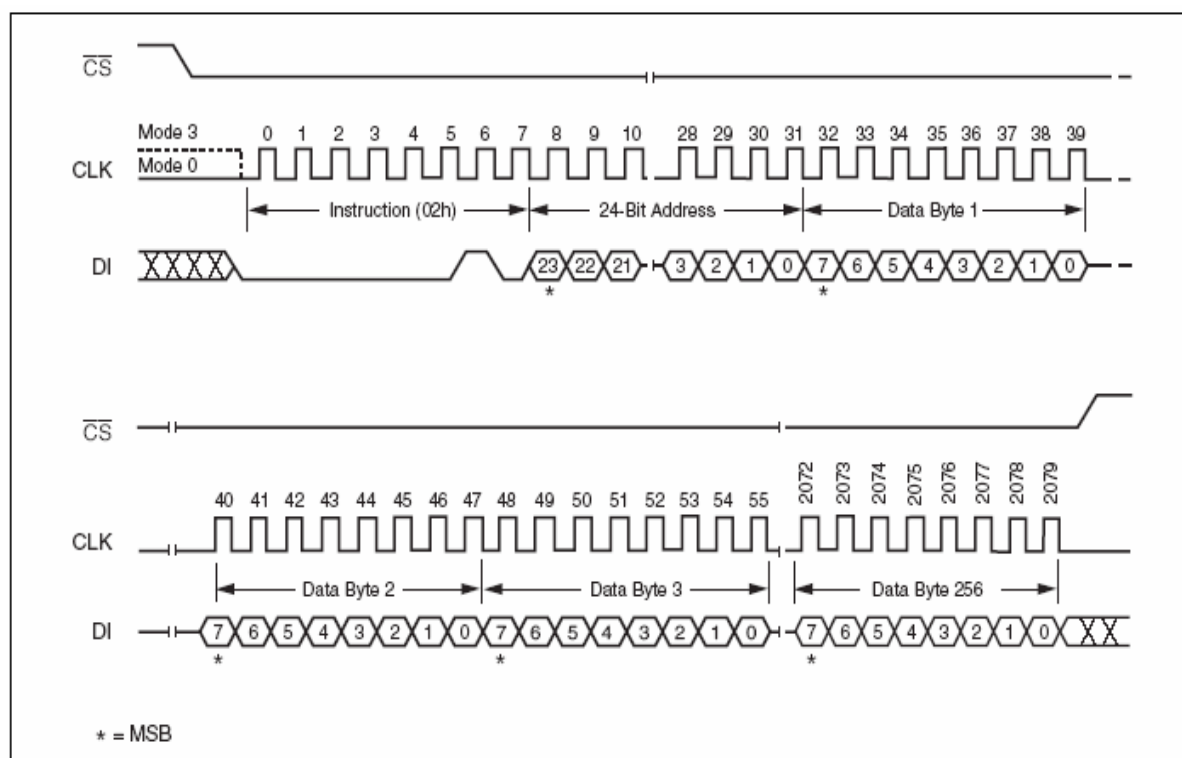 CS
Mode 3 0 1 2 3 4 5 6 7 8 9 10 28 29 30 31 32 33 34 35 36 37 38 39
CLK Mode 0
Instruction (02h) 24-Bit Address Data Byte 1
DI 23 22 21 3 2 1 0 7 6 5 4 3 2 1 0
* *
CS
40 41 42 43 44 45 46 47 48 49 50 51 52 53 54 55 2072 2073 2074 2075 2076 2077 2078 2079
CLK
Data Byte 2 Data Byte 3 Data Byte 256
DI 7 6 5 4 3 2 1 0 7 6 5 4 3 2 1 0 7 6 5 4 3 2 1 0
* * *
* = MSB